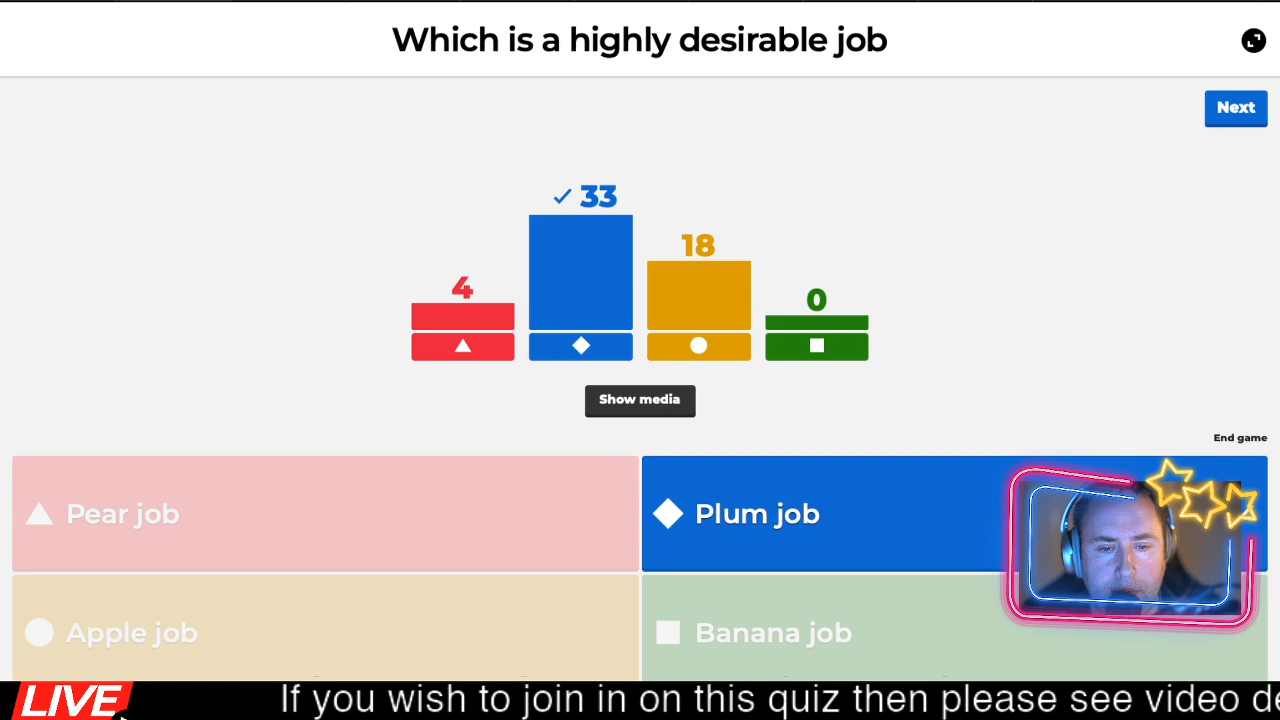 Which is a highly desirable job
Next
33
18
4
0
Show media
End game
Pear job
Plum job
Apple job
Banana job
LIVE
If you wish to join in on this quiz then please see video de